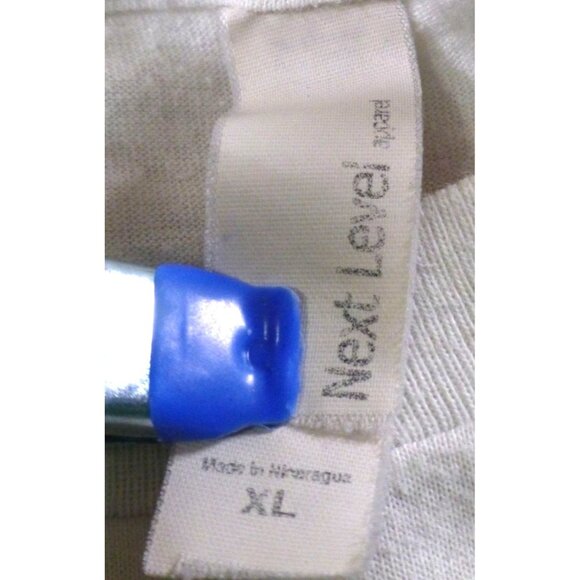 Next Level
apparel
Made in Nicaragua
XL